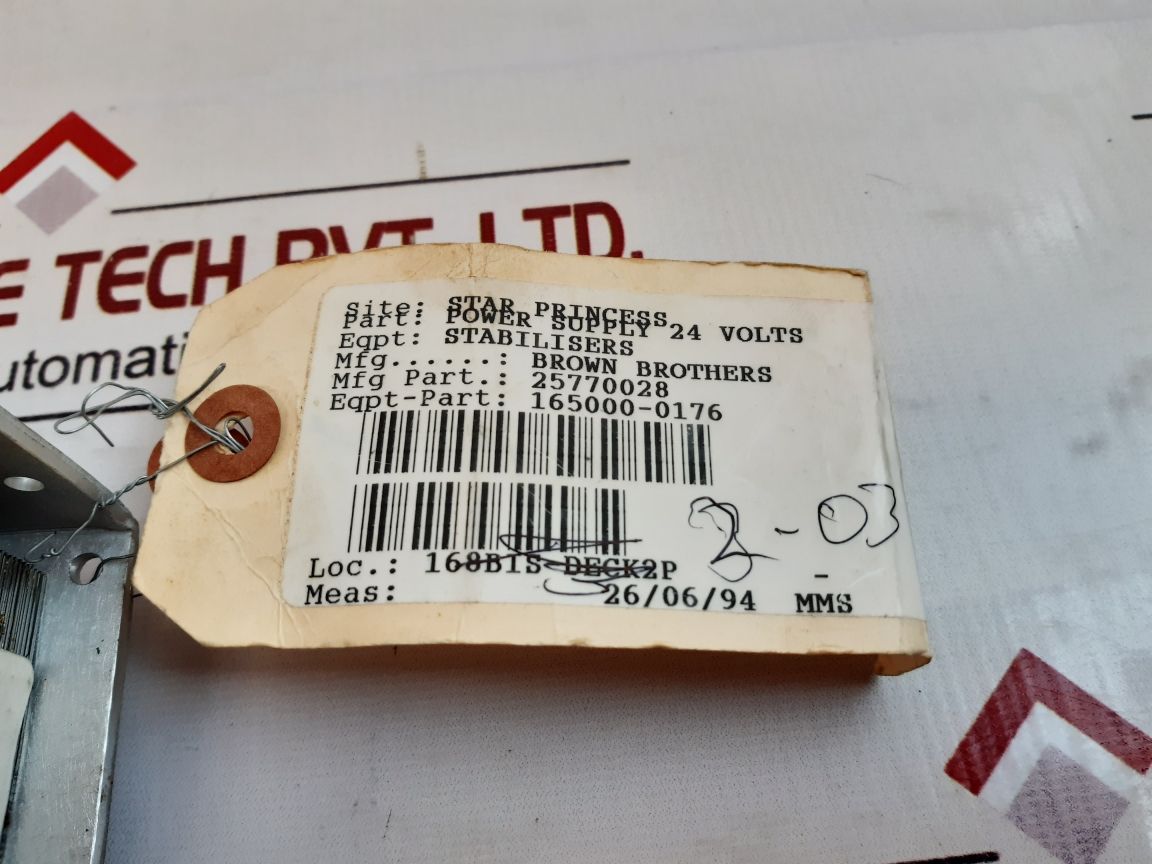 E TECH PVT. LTD.
utomati
Site: STAR PRINCESS
Part: POWER SUPPLY 24 VOLTS
Eqpt: STABILISERS
Mfg......: BROWN BROTHERS
Mfg Part.: 25770028
Eqpt-Part: 165000-0176
2-03
Loc.: 168BIS DECK2P -
Meas: 26/06/94 MMS